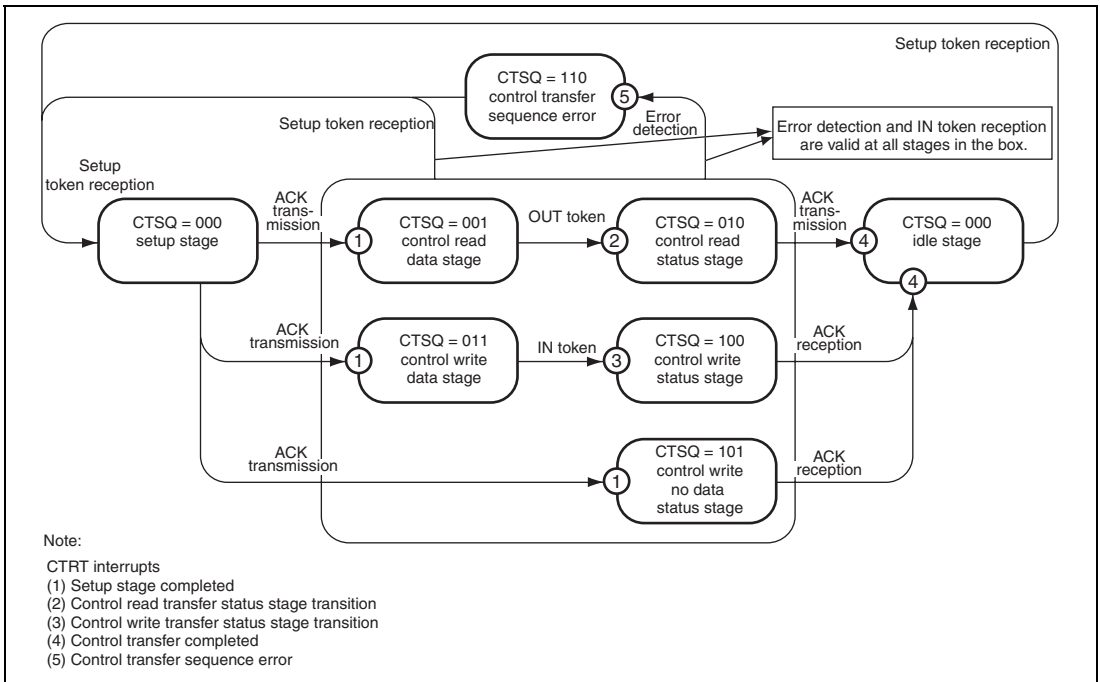 Setup token reception
CTSQ = 110
control transfer
sequence error
5
Setup token reception
Error
detection
Error detection and IN token reception
are valid at all stages in the box.
Setup
token reception
CTSQ = 000
setup stage
ACK
trans-
mission
1
CTSQ = 001
control read
data stage
OUT token
2
CTSQ = 010
control read
status stage
ACK
trans-
mission
4
CTSQ = 000
idle stage
4
ACK
transmission
1
CTSQ = 011
control write
data stage
IN token
3
CTSQ = 100
control write
status stage
ACK
reception
ACK
transmission
1
CTSQ = 101
control write
no data
status stage
ACK
reception
Note:
CTRT interrupts
(1) Setup stage completed
(2) Control read transfer status stage transition
(3) Control write transfer status stage transition
(4) Control transfer completed
(5) Control transfer sequence error